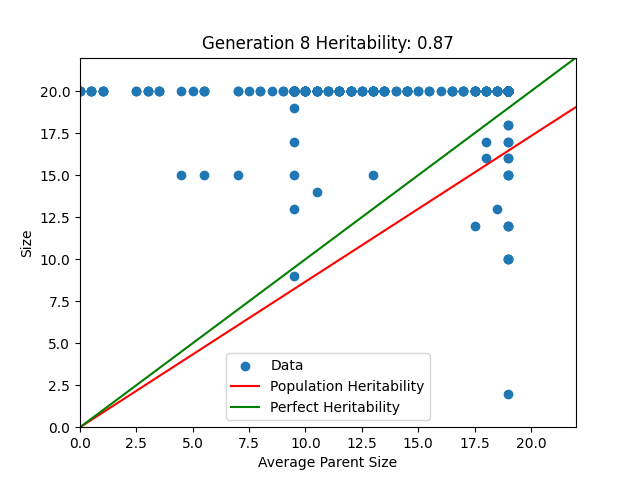 Generation 8 Heritability: 0.87
Size
20.0
17.5
15.0
12.5
10.0
7.5
5.0
2.5
0.0
Data
Population Heritability
Perfect Heritability
0.0 2.5 5.0 7.5 10.0 12.5 15.0 17.5 20.0
Average Parent Size